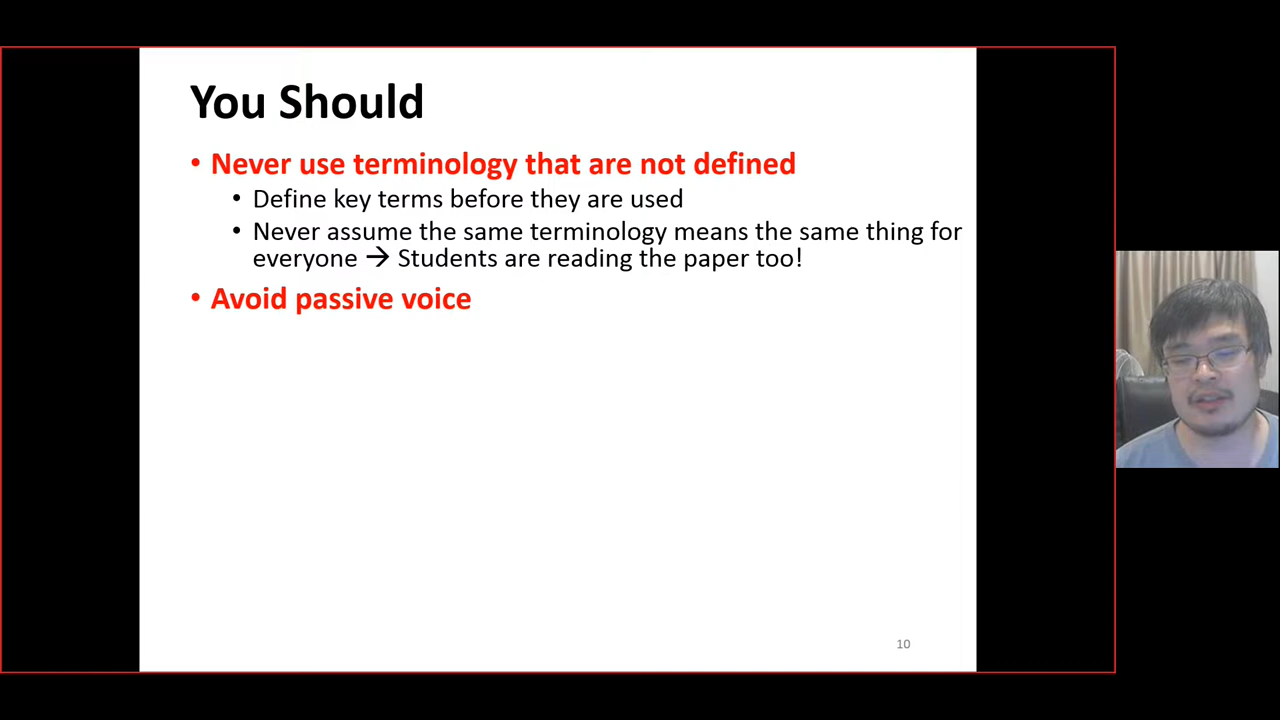 You Should
• Never use terminology that are not defined
• Define key terms before they are used
• Never assume the same terminology means the same thing for
everyone → Students are reading the paper too!
• Avoid passive voice
10